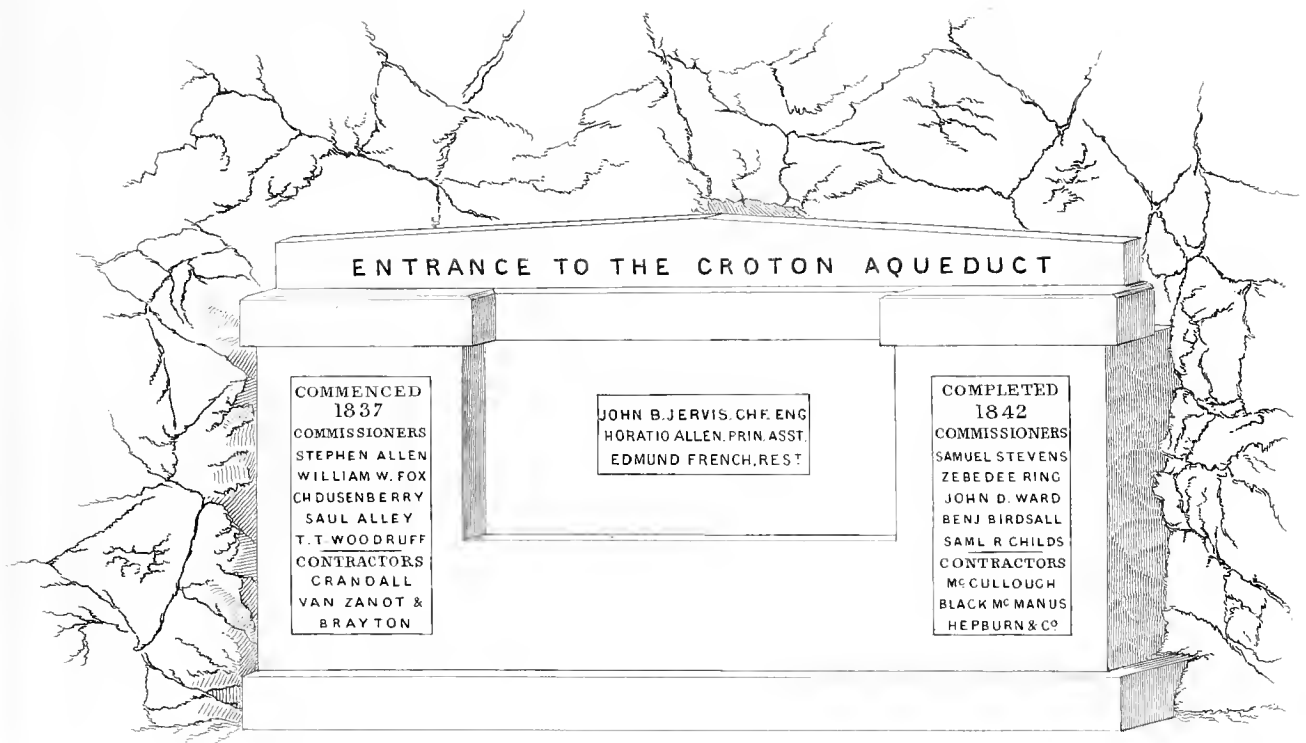 ENTRANCE TO THE CROTON AQUEDUCT
COMMENCED
1837
COMMISSIONERS
STEPHEN ALLEN
WILLIAM W. FOX
CH DUSENBERRY
SAUL ALLEY
T. T. WOODRUFF
CONTRACTORS
CRANDALL
VAN ZANOT &
BRAYTON
JOHN B. JERVIS. CHF. ENG
HORATIO ALLEN. PRIN. ASST.
EDMUND FRENCH, REST
COMPLETED
1842
COMMISSIONERS
SAMUEL STEVENS
ZEBEDEE RING
JOHN D. WARD
BENJ BIRDSALL
SAML R CHILDS
CONTRACTORS
McCULLOUGH
BLACK McMANUS
HEPBURN & Co